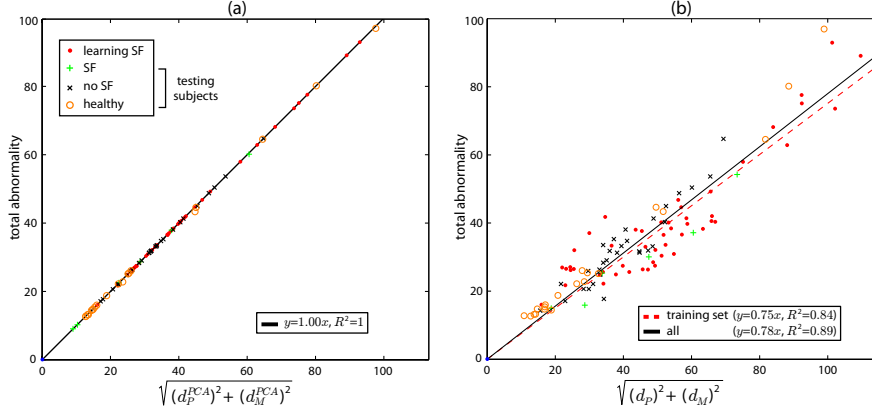 (a)
100
80
60
40
20
0
total abnormality
learning SF
SF
no SF
healthy
testing
subjects
y=1.00x, R²=1
0 20 40 60 80 100
√(d_P^{PCA})² + (d_M^{PCA})²
(b)
100
80
60
40
20
0
total abnormality
training set (y=0.75x, R²=0.84)
all (y=0.78x, R²=0.89)
0 20 40 60 80 100
√(d_P)² + (d_M)²